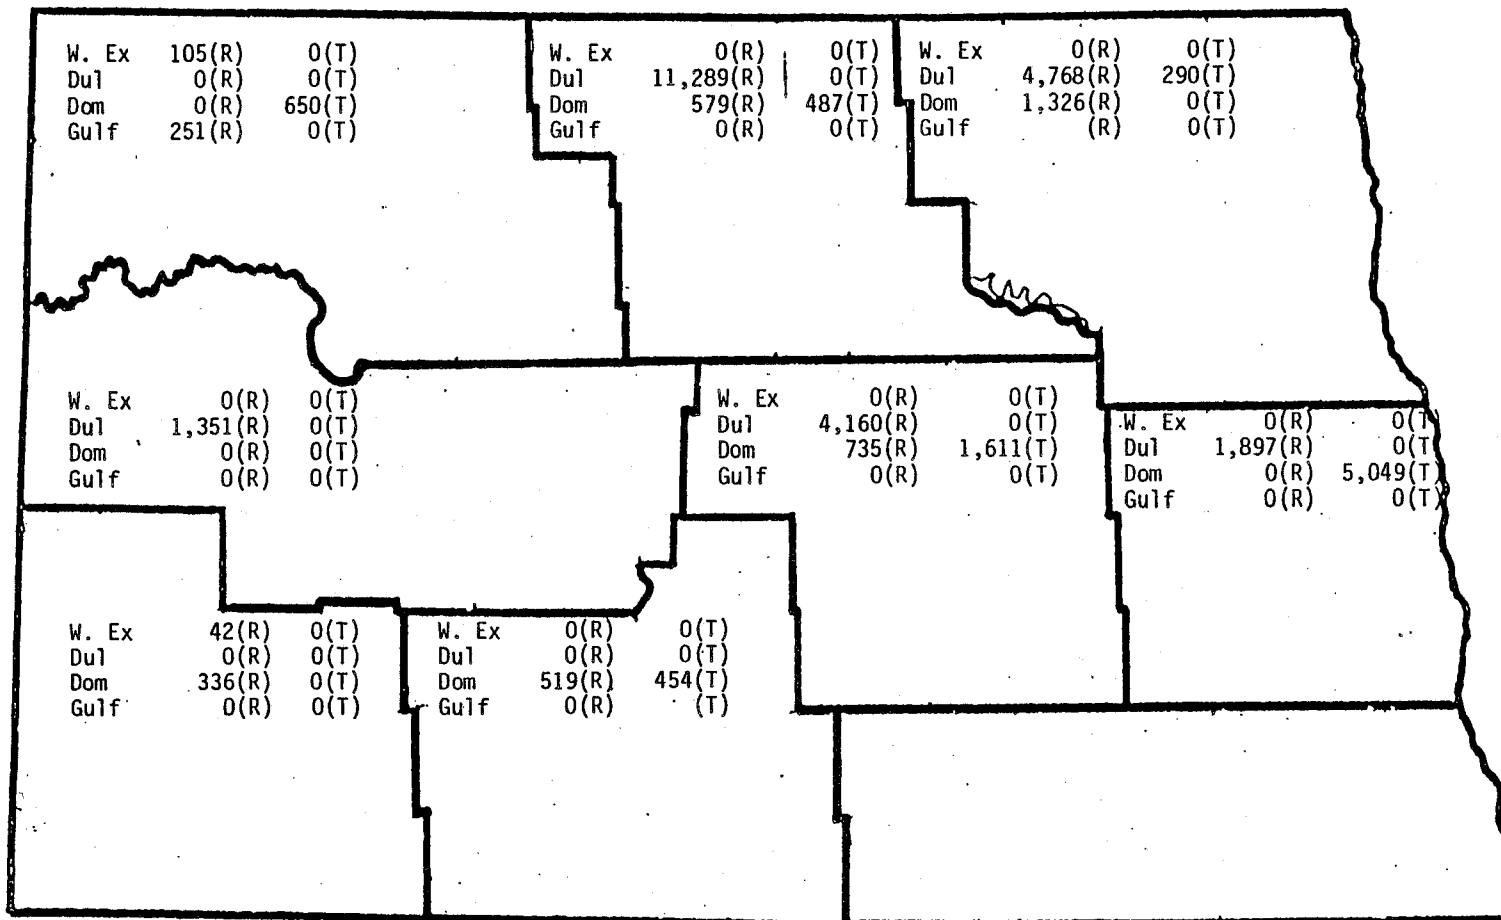 W. Ex 105(R) 0(T)
Dul 0(R) 0(T)
Dom 0(R) 650(T)
Gulf 251(R) 0(T)
W. Ex 0(R) 0(T)
Dul 11,289(R) 0(T)
Dom 579(R) 487(T)
Gulf 0(R) 0(T)
W. Ex 0(R) 0(T)
Dul 4,768(R) 290(T)
Dom 1,326(R) 0(T)
Gulf (R) 0(T)
W. Ex 0(R) 0(T)
Dul 1,351(R) 0(T)
Dom 0(R) 0(T)
Gulf 0(R) 0(T)
W. Ex 0(R) 0(T)
Dul 4,160(R) 0(T)
Dom 735(R) 1,611(T)
Gulf 0(R) 0(T)
W. Ex 0(R) 0(T
Dul 1,897(R) 0(T
Dom 0(R) 5,049(T)
Gulf 0(R) 0(T)
W. Ex 42(R) 0(T)
Dul 0(R) 0(T)
Dom 336(R) 0(T)
Gulf 0(R) 0(T)
W. Ex 0(R) 0(T)
Dul 0(R) 0(T)
Dom 519(R) 454(T)
Gulf 0(R) (T)